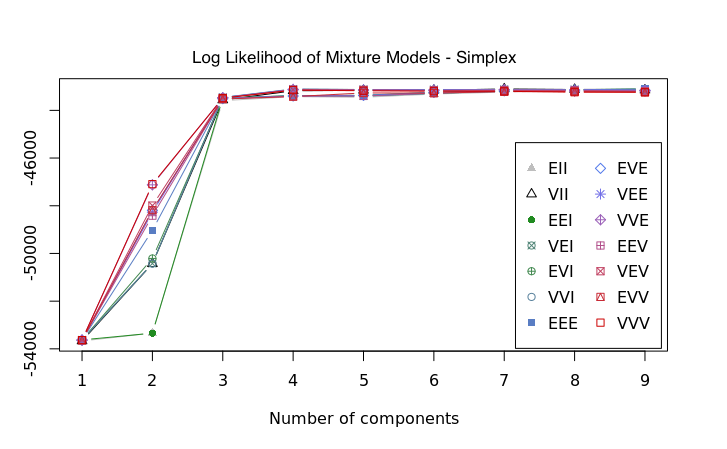 Log Likelihood of Mixture Models - Simplex
-46000
-50000
-54000
EII EVE
VII VEE
EEI VVE
VEI EEV
EVI VEV
VVI EVV
EEE VVV
1 2 3 4 5 6 7 8 9
Number of components